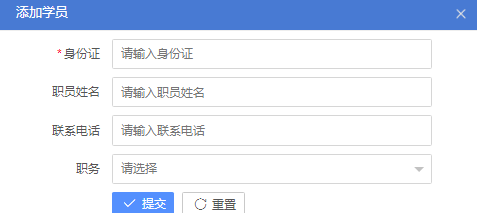 添加学员
*身份证 请输入身份证
职员姓名 请输入职员姓名
联系电话 请输入联系电话
职务 请选择
提交 重置